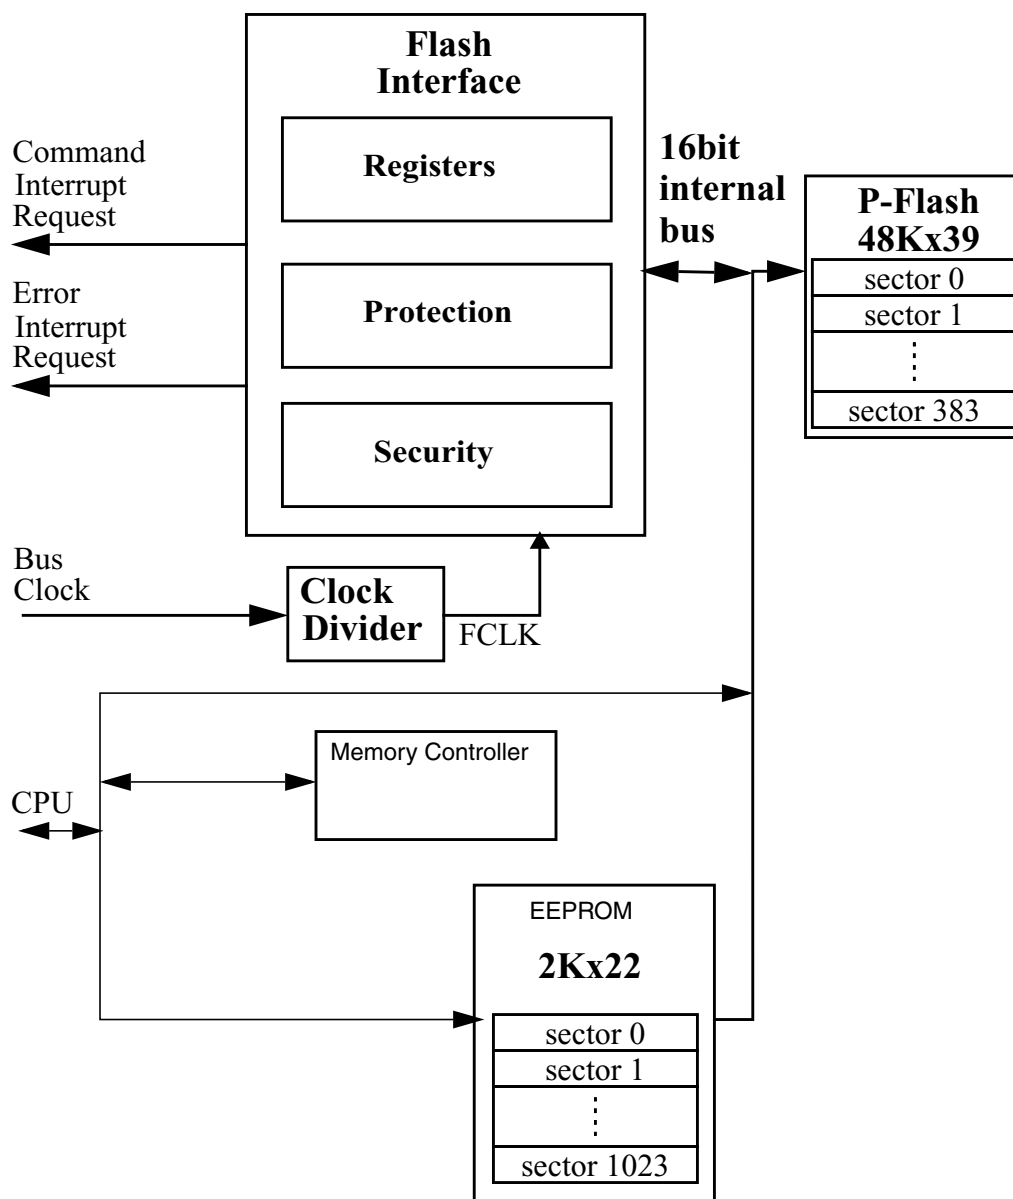 Flash
Interface
Registers
Protection
Security
Command
Interrupt
Request
Error
Interrupt
Request
16bit
internal
bus
P-Flash
48Kx39
sector 0
sector 1
sector 383
Bus
Clock
Clock
Divider
FCLK
Memory Controller
CPU
EEPROM
2Kx22
sector 0
sector 1
sector 1023